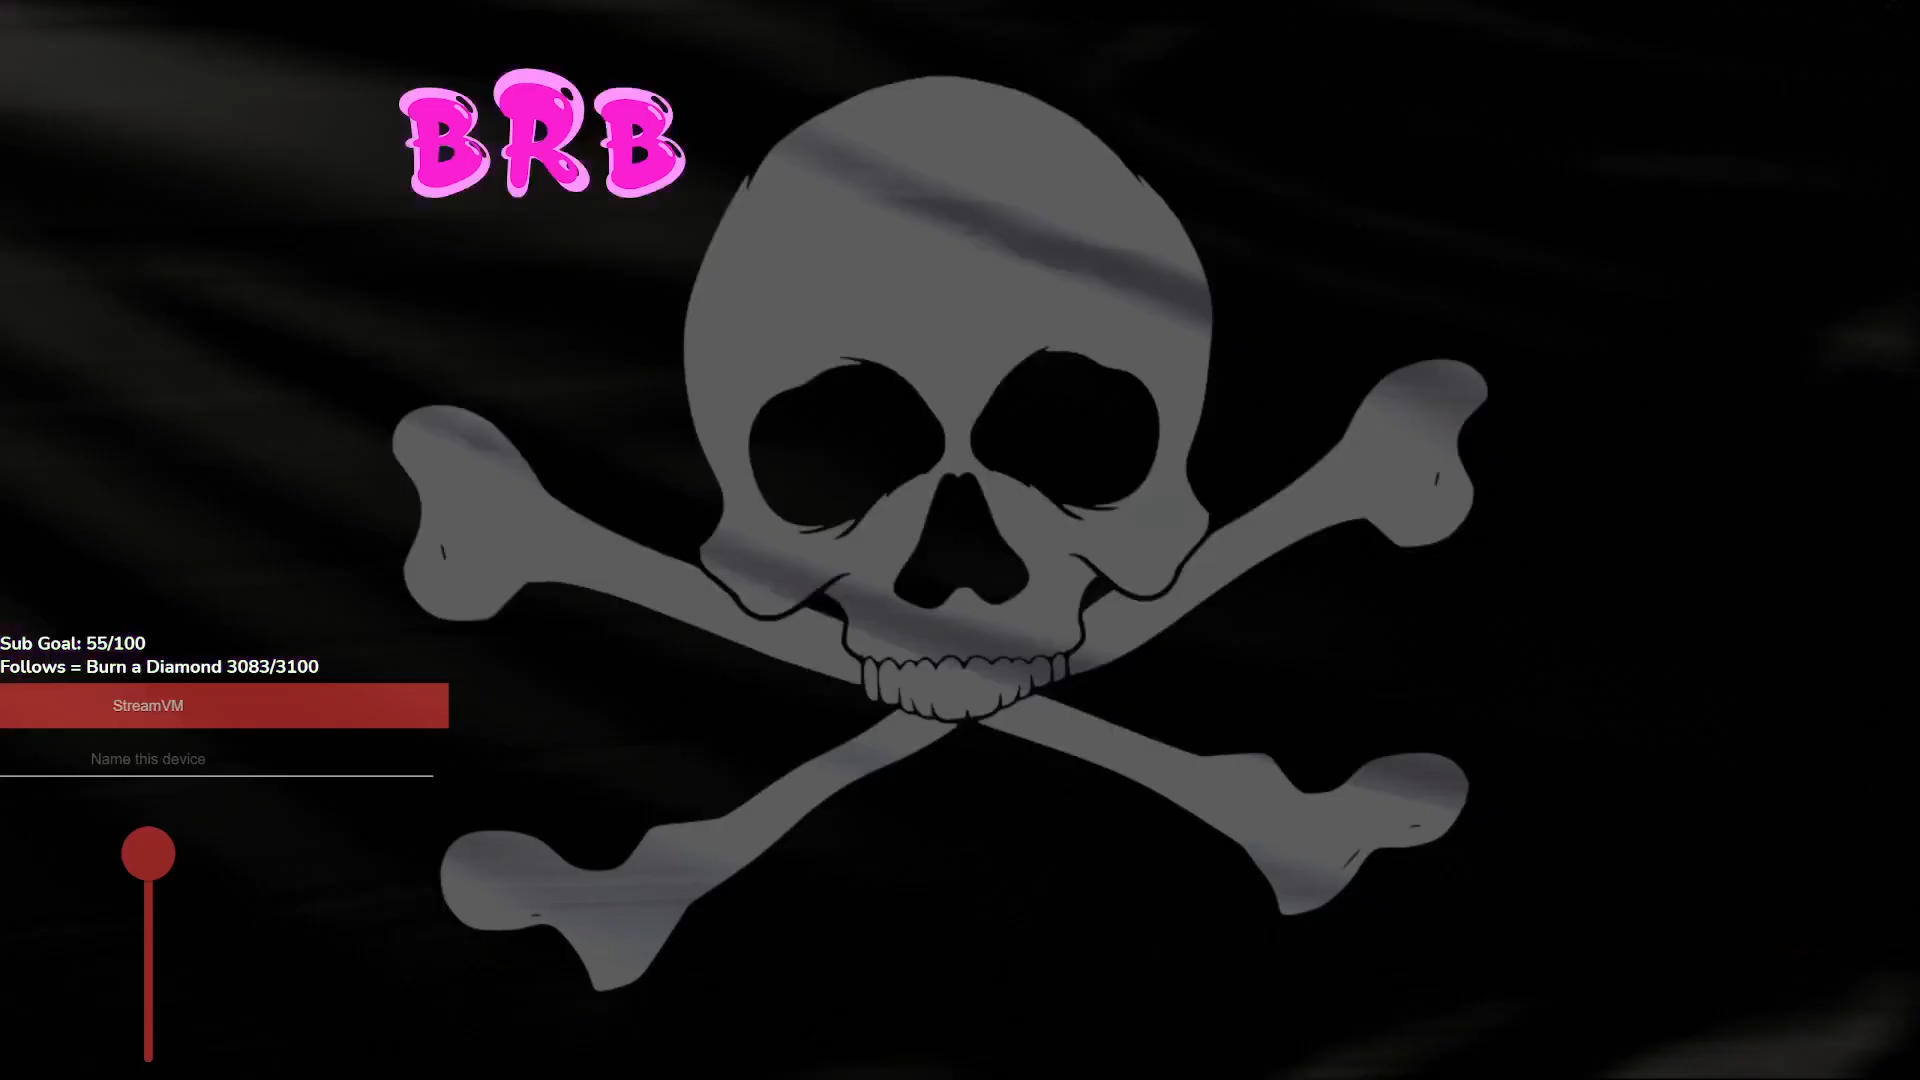 BRB
Sub Goal: 55/100
Follows = Burn a Diamond 3083/3100
StreamVM
Name this device